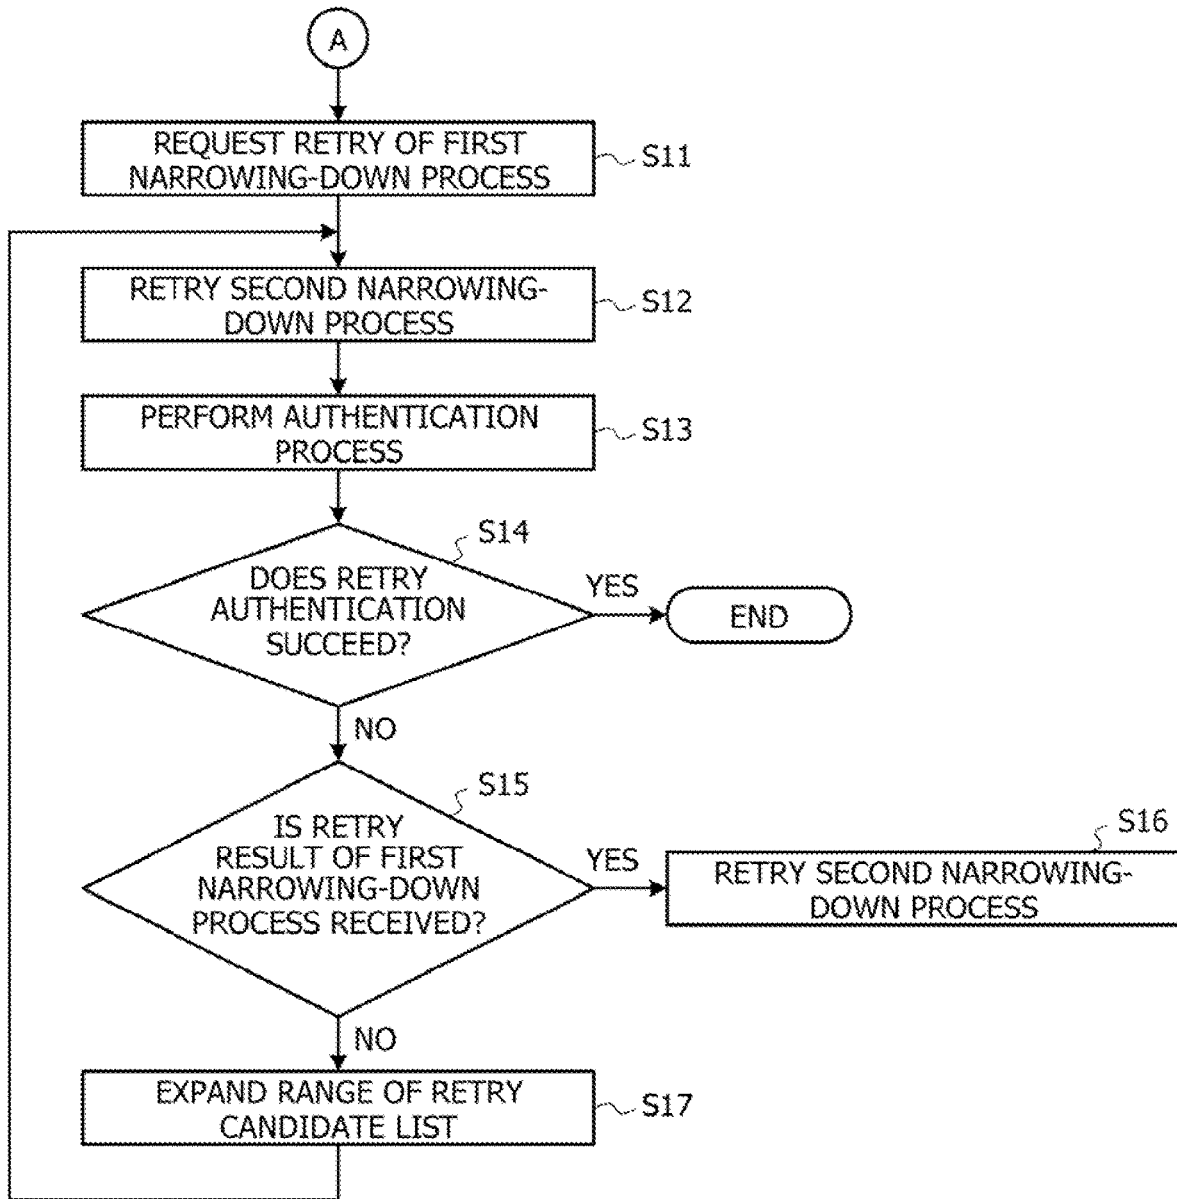 A
REQUEST RETRY OF FIRST
NARROWING-DOWN PROCESS
S11
RETRY SECOND NARROWING-
DOWN PROCESS
S12
PERFORM AUTHENTICATION
PROCESS
S13
S14
DOES RETRY
AUTHENTICATION
SUCCEED?
YES
END
NO
S15
IS RETRY
RESULT OF FIRST
NARROWING-DOWN
PROCESS RECEIVED?
YES
S16
RETRY SECOND NARROWING-
DOWN PROCESS
NO
EXPAND RANGE OF RETRY
CANDIDATE LIST
S17